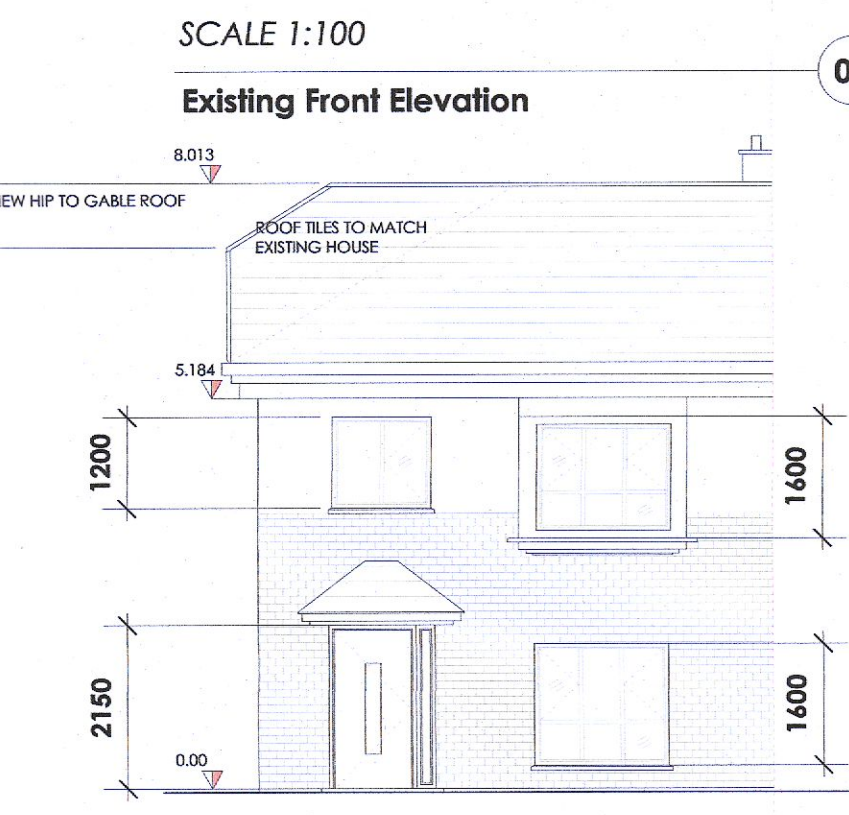 SCALE 1:100
0
Existing Front Elevation
8.013
NEW HIP TO GABLE ROOF
ROOF TILES TO MATCH
EXISTING HOUSE
5.184
1200
1600
2150
1600
0.00